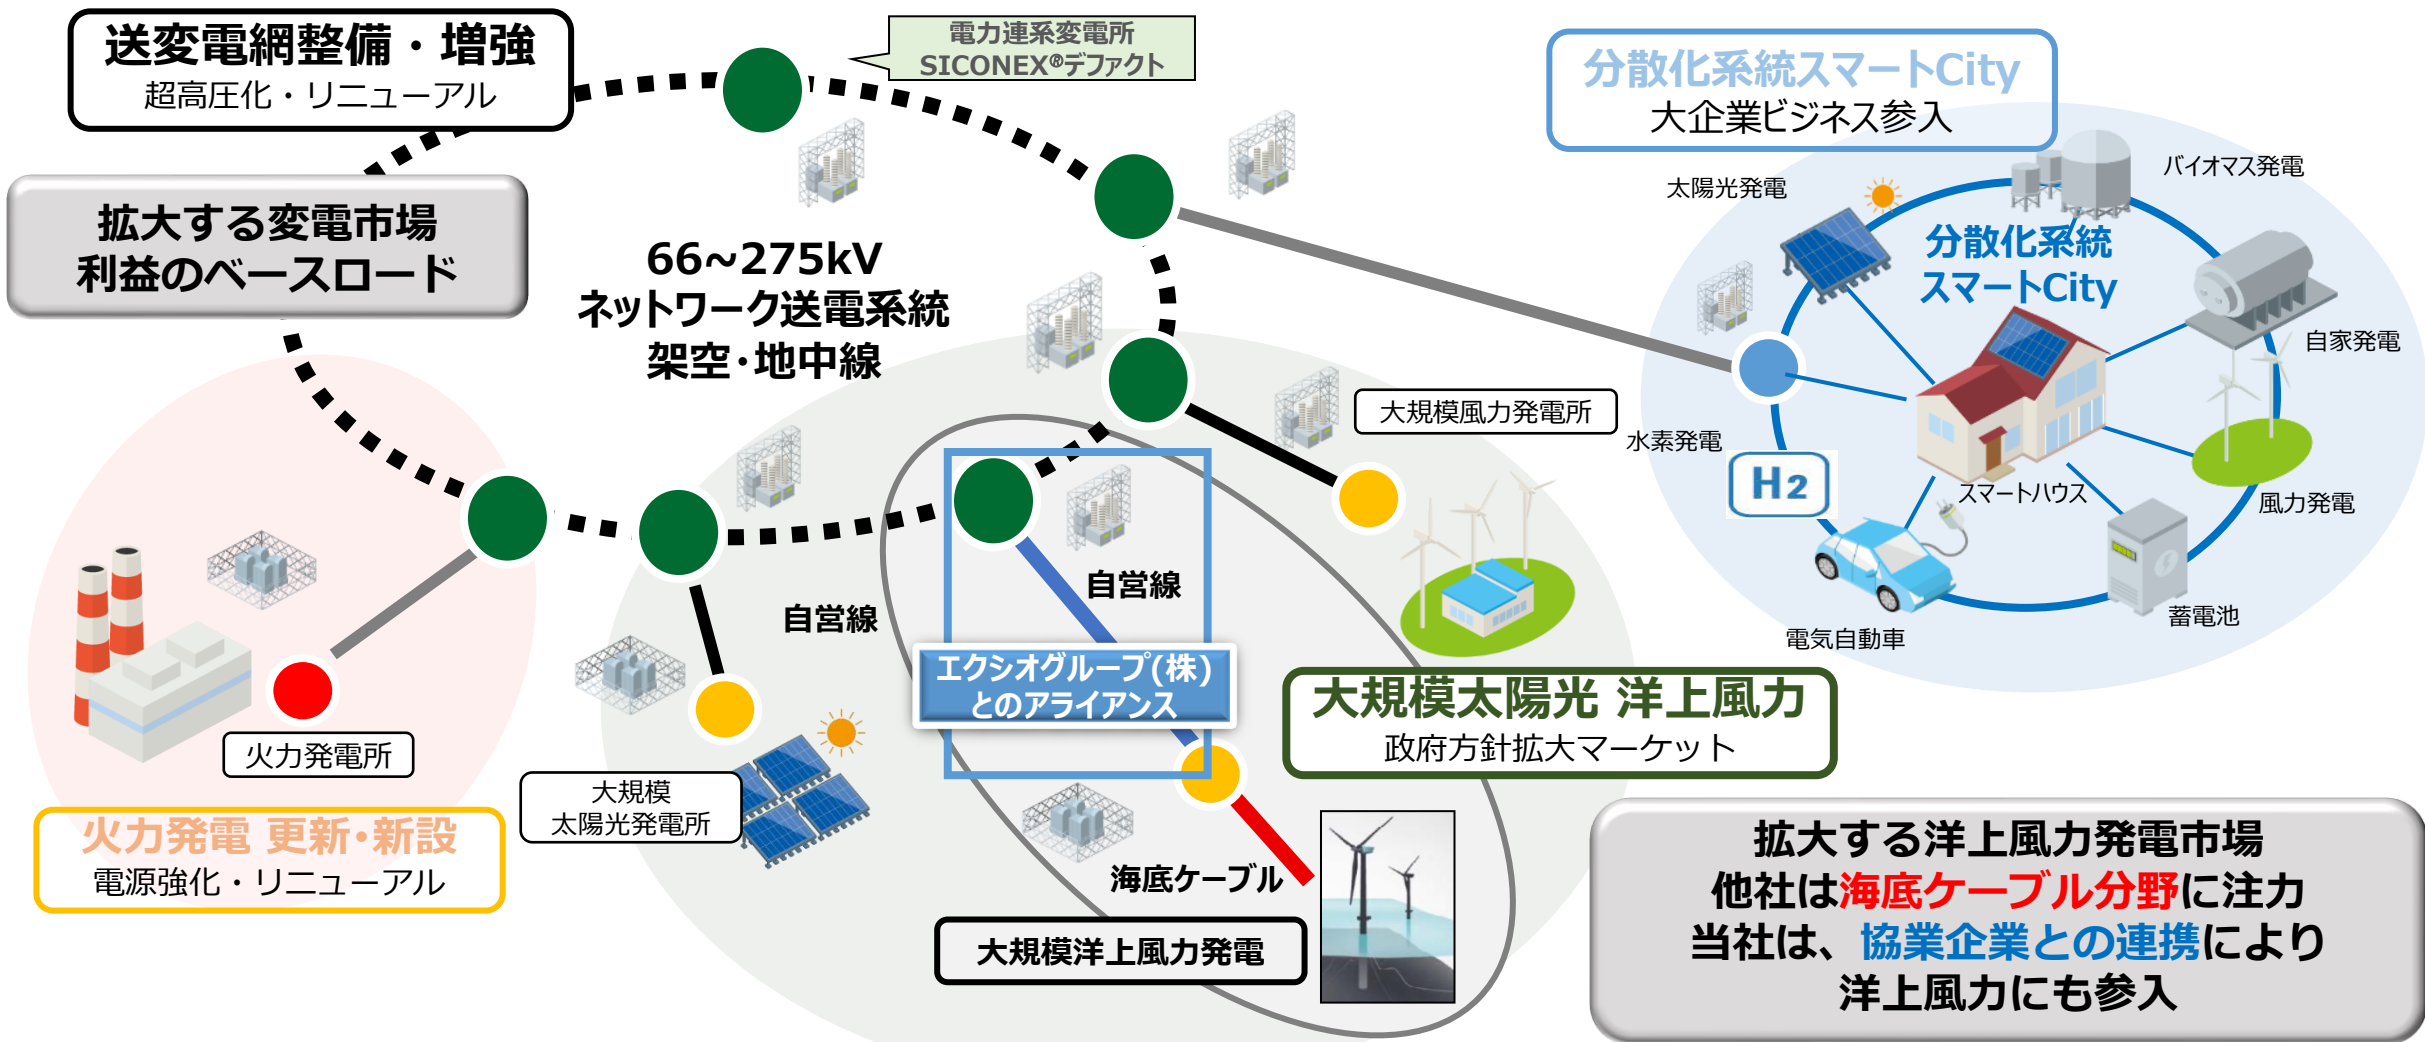 送変電網整備・増強
超高圧化・リニューアル
電力連系変電所
SICONEX®デファクト
分散化系統スマートCity
大企業ビジネス参入
拡大する変電市場
利益のベースロード
66~275kV
ネットワーク送電系統
架空・地中線
太陽光発電
バイオマス発電
分散化系統
スマートCity
自家発電
大規模風力発電所
水素発電
H2
スマートハウス
風力発電
電気自動車
蓄電池
自営線
自営線
エクシオグループ(株)
とのアライアンス
大規模太陽光 洋上風力
政府方針拡大マーケット
火力発電所
大規模
太陽光発電所
火力発電 更新・新設
電源強化・リニューアル
海底ケーブル
大規模洋上風力発電
拡大する洋上風力発電市場
他社は海底ケーブル分野に注力
当社は、協業企業との連携により
洋上風力にも参入